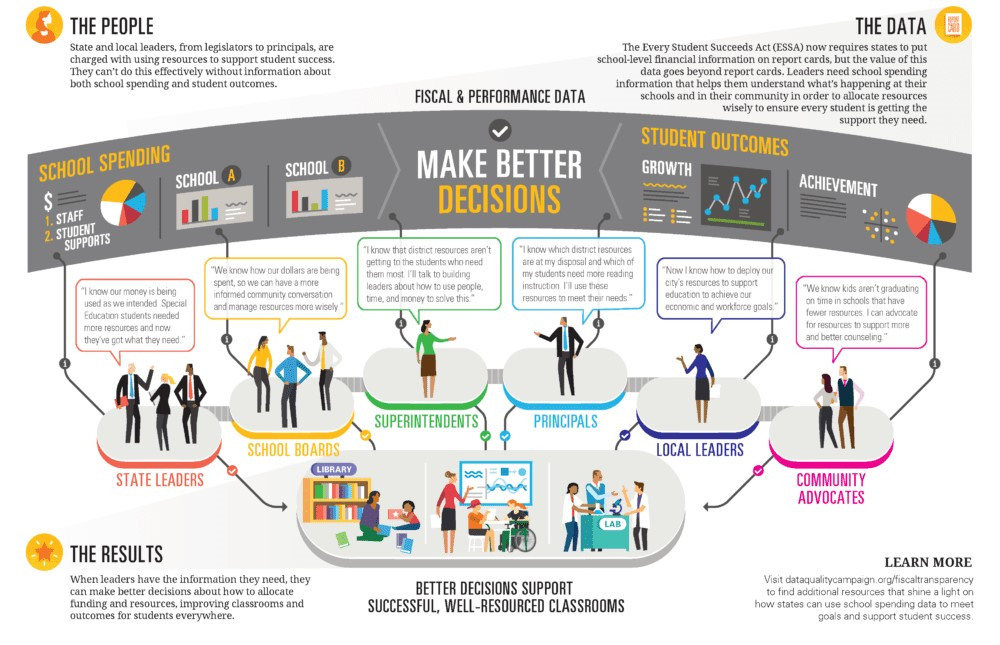 THE PEOPLE
State and local leaders, from legislators to principals, are
charged with using resources to support student success.
They can't do this effectively without information about
both school spending and student outcomes.
THE DATA
The Every Student Succeeds Act (ESSA) now requires states to put
school-level financial information on report cards, but the value of this
data goes beyond report cards. Leaders need school spending
information that helps them understand what's happening at their
schools and in their community in order to allocate resources
wisely to ensure every student is getting the
support they need.
FISCAL & PERFORMANCE DATA
SCHOOL SPENDING
$
1. STAFF
2. STUDENT
SUPPORTS
SCHOOL A
SCHOOL B
MAKE BETTER
DECISIONS
STUDENT OUTCOMES
GROWTH
ACHIEVEMENT
"I know our money is being
used as we intended. Special
Education students needed
more resources and now
they've got what they need."
"We know how our dollars are being
spent, so we can have a more
informed community conversation
and manage resources more wisely."
"I know that district resources aren't
getting to the students who need
them most. I'll talk to building
leaders about how to use people,
time, and money to solve this."
"I know which district resources
are at my disposal and which of
my students need more reading
instruction. I'll use these
resources to meet their needs."
"Now I know how to deploy our
city's resources to support
education to achieve our
economic and workforce goals."
"We know kids aren't graduating
on time in schools that have
fewer resources. I can advocate
for resources to support more
and better counseling."
STATE LEADERS
SCHOOL BOARDS
SUPERINTENDENTS
PRINCIPALS
LOCAL LEADERS
COMMUNITY
ADVOCATES
LIBRARY
LAB
BETTER DECISIONS SUPPORT
SUCCESSFUL, WELL-RESOURCED CLASSROOMS
THE RESULTS
When leaders have the information they need, they
can make better decisions about how to allocate
funding and resources, improving classrooms and
outcomes for students everywhere.
LEARN MORE
Visit dataqualitycampaign.org/fiscaltransparency
to find additional resources that shine a light on
how states can use school spending data to meet
goals and support student success.